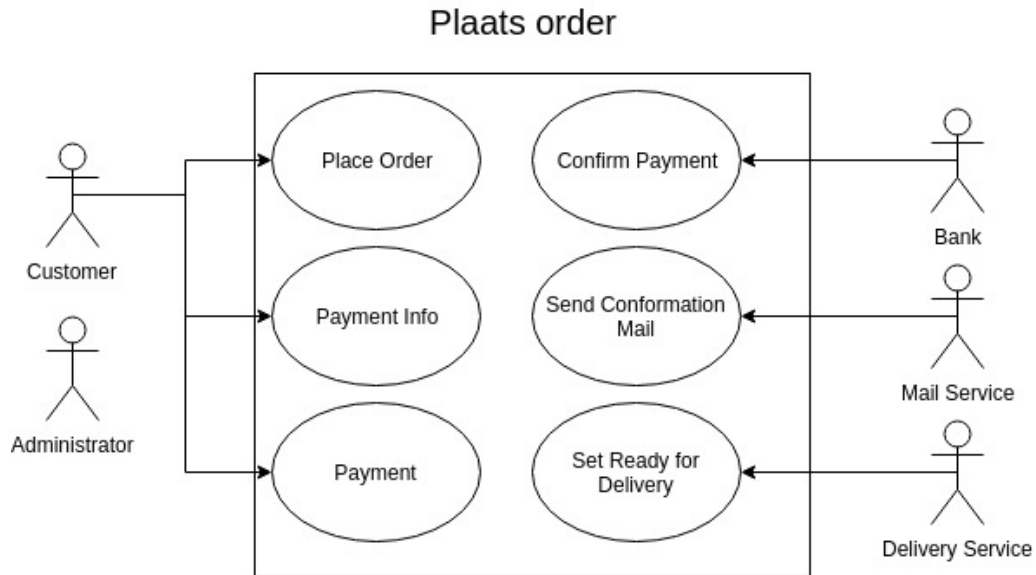 Plaats order
Place Order
Confirm Payment
Customer
Bank
Payment Info
Send Conformation
Mail
Administrator
Mail Service
Payment
Set Ready for
Delivery
Delivery Service